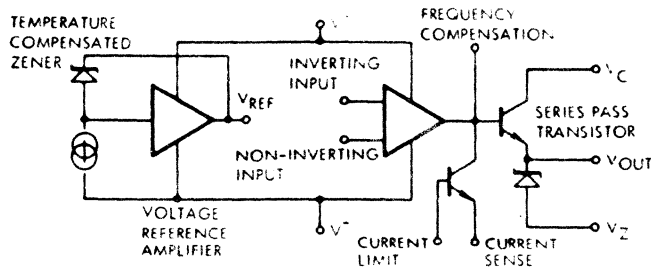 TEMPERATURE
COMPENSATED
ZENER
FREQUENCY
COMPENSATION
INVERTING
INPUT
VREF
NON-INVERTING
INPUT
VOLTAGE
REFERENCE
AMPLIFIER
V-
SERIES PASS
TRANSISTOR
VC
VOUT
VZ
CURRENT
LIMIT
CURRENT
SENSE